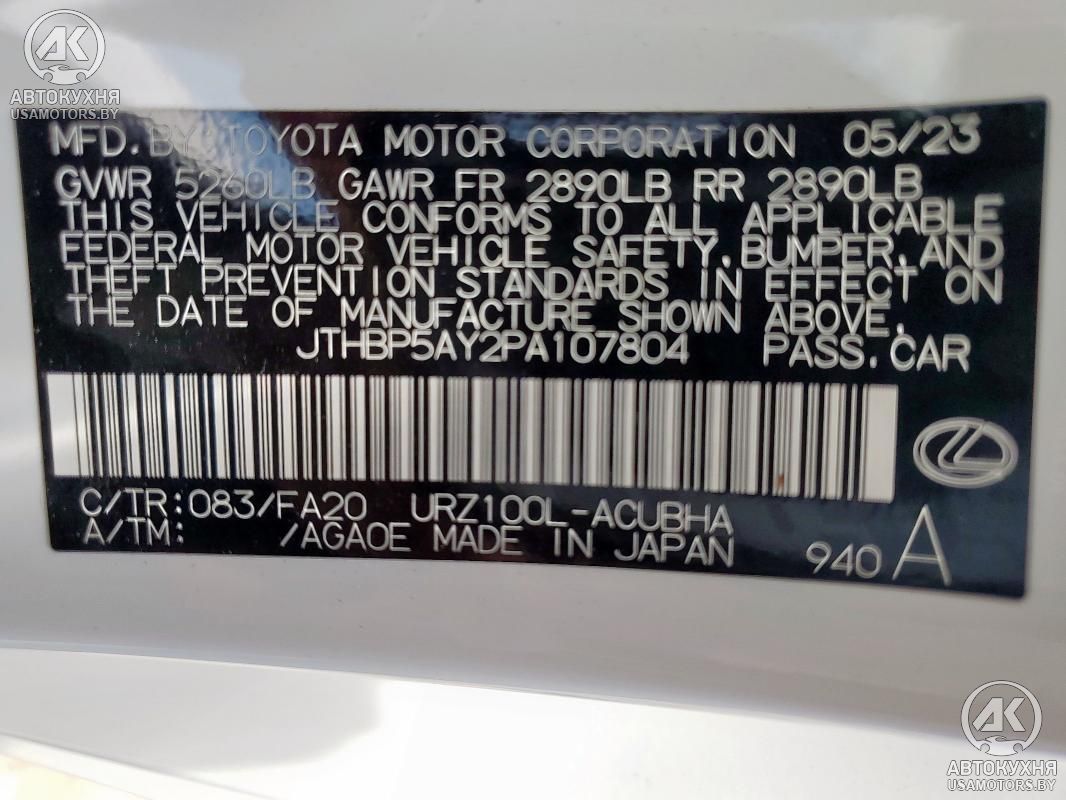 АК
АВТОКУХНЯ
USAMOTORS.BY
MFD. BY TOYOTA MOTOR CORPORATION 05/23
GVWR 5260LB GAWR FR 2890LB RR 2890LB
THIS VEHICLE CONFORMS TO ALL APPLICABLE
FEDERAL MOTOR VEHICLE SAFETY, BUMPER, AND
THEFT PREVENTION STANDARDS IN EFFECT ON
THE DATE OF MANUFACTURE SHOWN ABOVE.
JTHBP5AY2PA107804 PASS. CAR
C/TR:083/FA20 URZ100L-ACUBHA
A/TM: /AGA0E MADE IN JAPAN 940 A
АК
АВТОКУХНЯ
USAMOTORS.BY